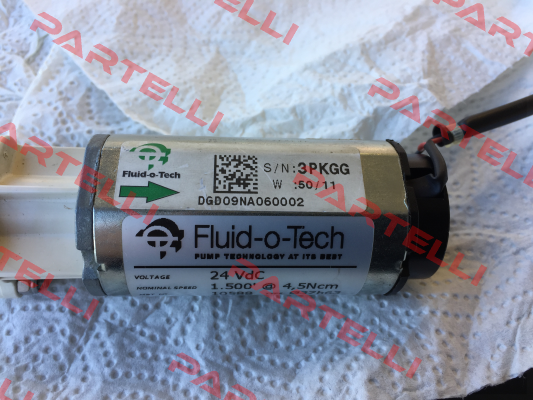 PARTELLI
PARTELLI
PARTELLI
PARTELLI
PARTELLI
Fluid-o-Tech
S/N:3PKGG
W :50/11
DGD09NA060002
Fluid-o-Tech
PUMP TECHNOLOGY AT ITS BEST
VOLTAGE 24 VdC
NOMINAL SPEED 1.500' @ 4,5Ncm